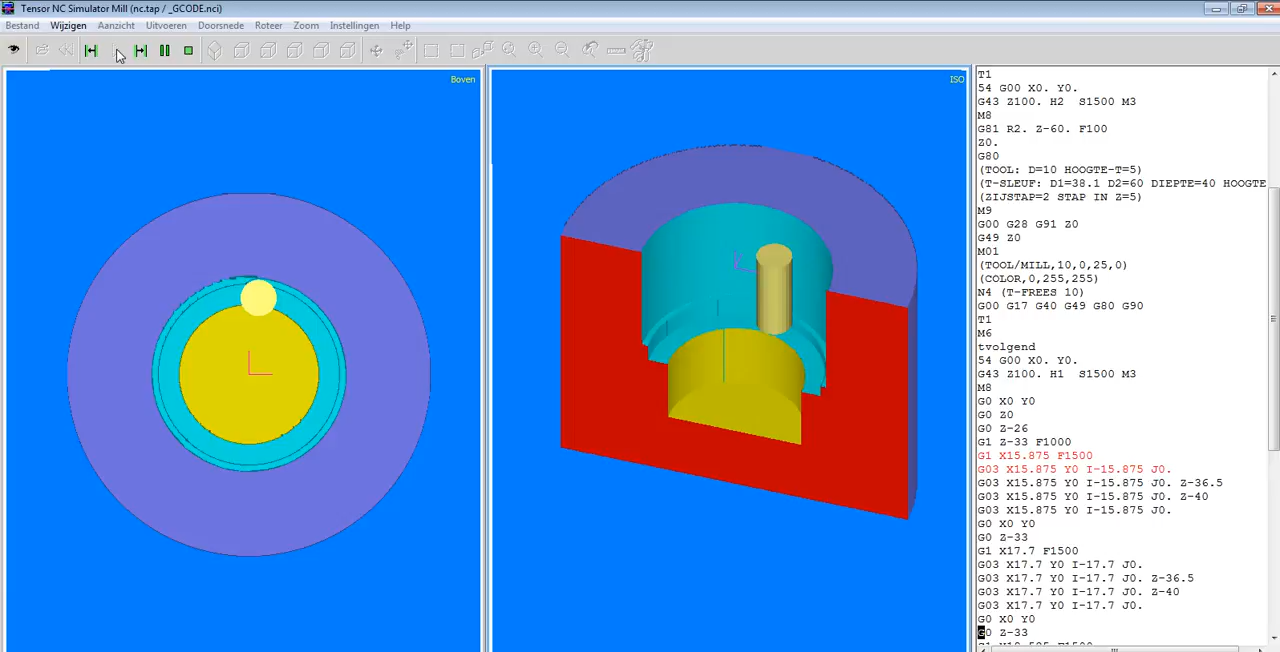 Tensor NC Simulator Mill (nc.tap / _GCODE.nci)
Bestand Wijzigen Aanzicht Uitvoeren Doorsnede Roteer Zoom Instellingen Help
Boven
ISO
T1
54 G00 X0. Y0.
G43 Z100. H2 S1500 M3
M8
G81 R2. Z-60. F100
Z0.
G80
(TOOL: D=10 HOOGTE-T=5)
(T-SLEUF: D1=38.1 D2=60 DIEPTE=40 HOOGTE
(ZIJSTAP=2 STAP IN Z=5)
M9
G00 G28 G91 Z0
G49 Z0
M01
(TOOL/MILL,10,0,25,0)
(COLOR,0,255,255)
N4 (T-FREES 10)
G00 G17 G40 G49 G80 G90
T1
M6
tvolgend
54 G00 X0. Y0.
G43 Z100. H1 S1500 M3
M8
G0 X0 Y0
G0 Z0
G0 Z-26
G1 Z-33 F1000
G1 X15.875 F1500
G03 X15.875 Y0 I-15.875 J0.
G03 X15.875 Y0 I-15.875 J0. Z-36.5
G03 X15.875 Y0 I-15.875 J0. Z-40
G03 X15.875 Y0 I-15.875 J0.
G0 X0 Y0
G0 Z-33
G1 X17.7 F1500
G03 X17.7 Y0 I-17.7 J0.
G03 X17.7 Y0 I-17.7 J0. Z-36.5
G03 X17.7 Y0 I-17.7 J0. Z-40
G03 X17.7 Y0 I-17.7 J0.
G0 X0 Y0
G0 Z-33